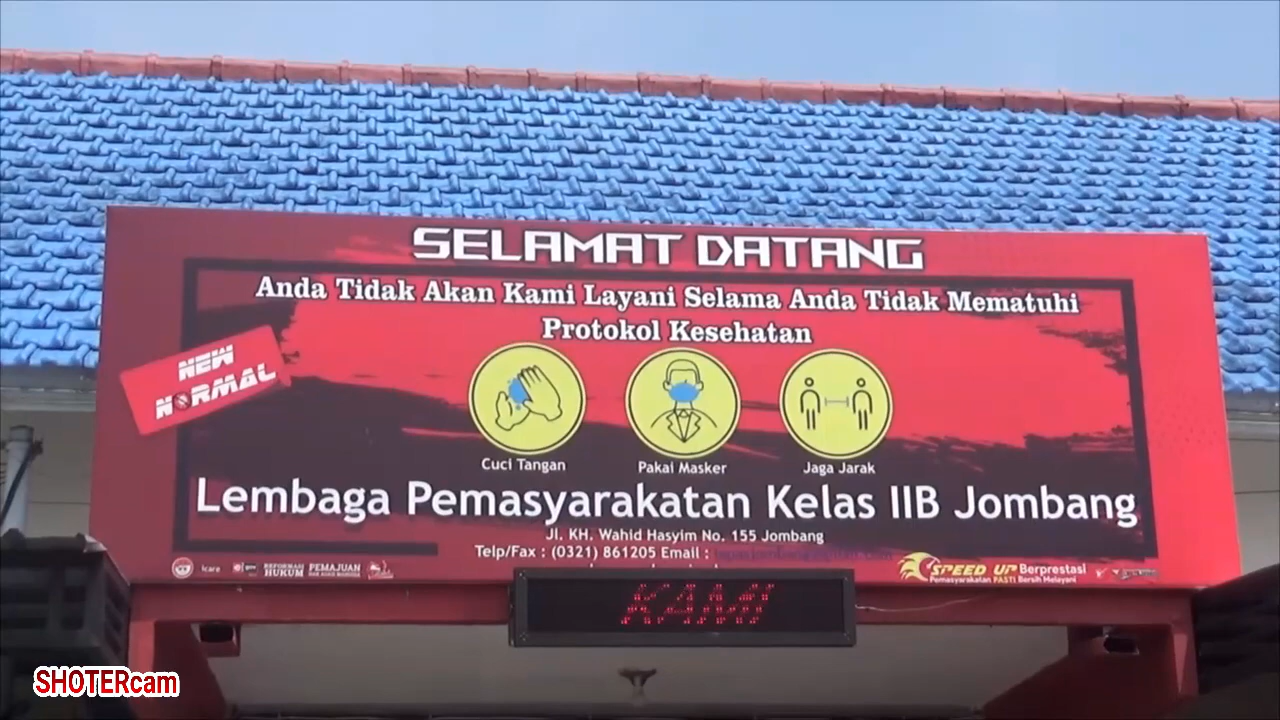 SELAMAT DATANG
Anda Tidak Akan Kami Layani Selama Anda Tidak Mematuhi
Protokol Kesehatan
NEW
NORMAL
Cuci Tangan
Pakai Masker
Jaga Jarak
Lembaga Pemasyarakatan Kelas IIB Jombang
Jl. KH. Wahid Hasyim No. 155 Jombang
Telp/Fax : (0321) 861205 Email :
REFORMASI
HUKUM
PEMAJUAN
SPEED UP Berprestasi
Pemasyarakatan PASTI Bersih Melayani
KAMI
SHOTERcam